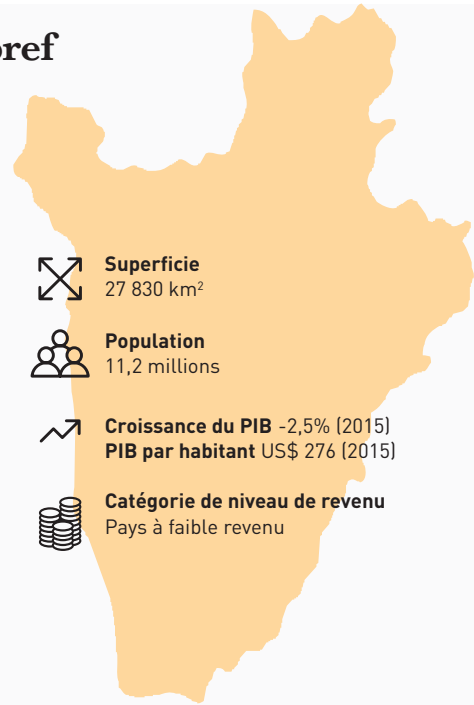 bref
Superficie
27 830 km²
Population
11,2 millions
Croissance du PIB -2,5% (2015)
PIB par habitant US$ 276 (2015)
Catégorie de niveau de revenu
Pays à faible revenu